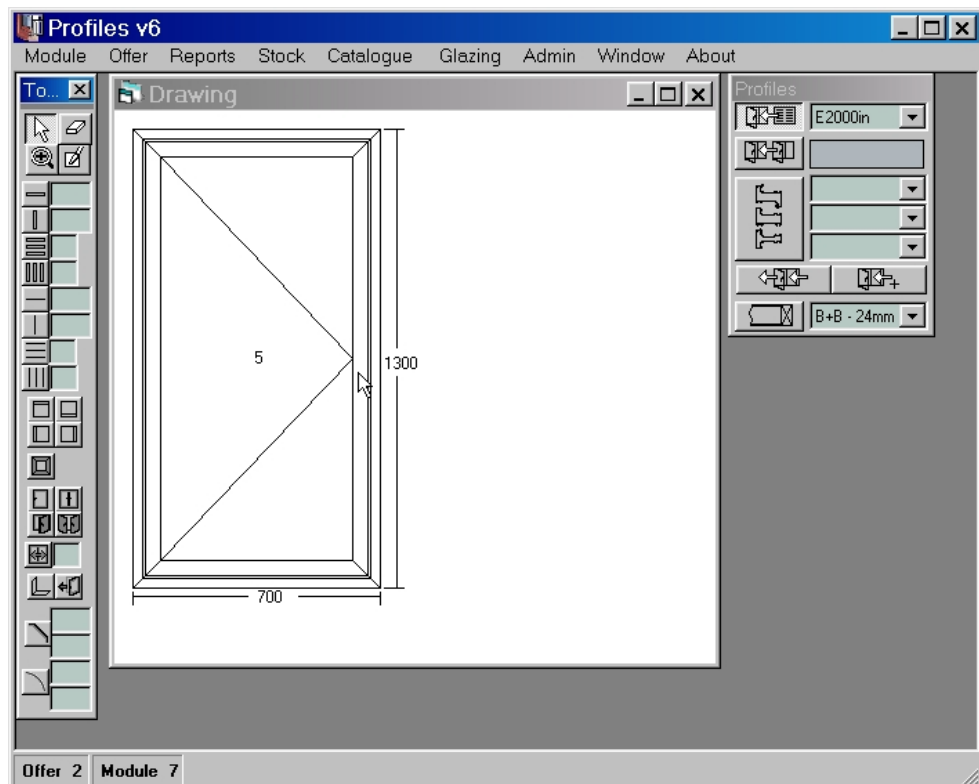 Profiles v6
Module Offer Reports Stock Catalogue Glazing Admin Window About
To...
Drawing
5
1300
700
Profiles
E2000in
B+B - 24mm
Offer 2 Module 7